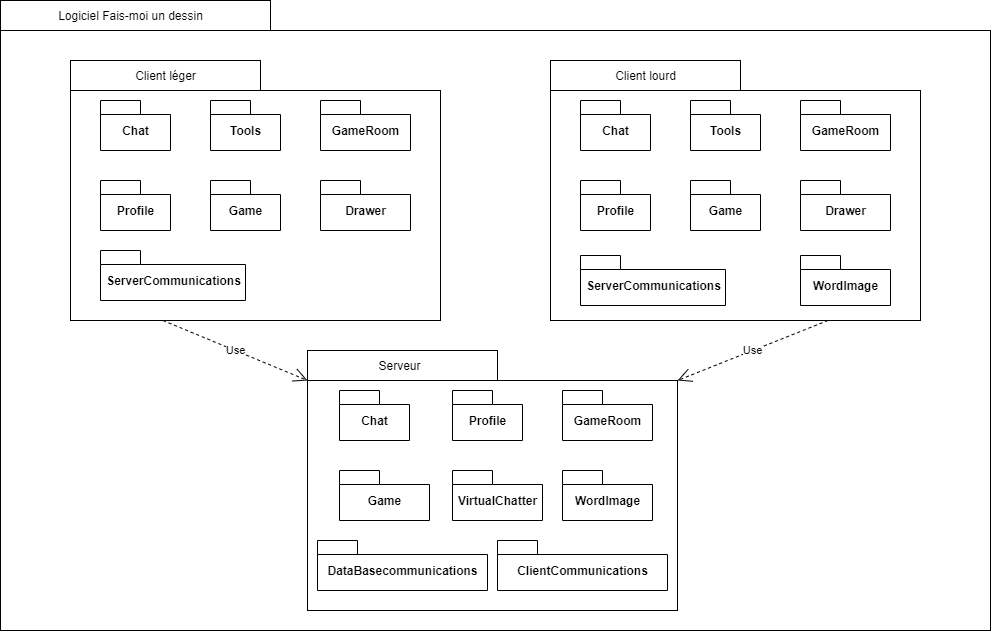 Logiciel Fais-moi un dessin
Client léger
Chat
Tools
GameRoom
Profile
Game
Drawer
ServerCommunications
Client lourd
Chat
Tools
GameRoom
Profile
Game
Drawer
ServerCommunications
WordImage
Use
Use
Serveur
Chat
Profile
GameRoom
Game
VirtualChatter
WordImage
DataBasecommunications
ClientCommunications